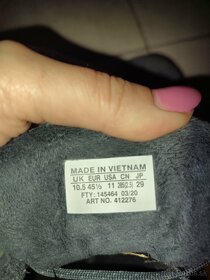 MADE IN VIETNAM
UK EUR USA CN JP
10.5 45⅓ 11 285(2.5) 29
FTY: 145464 03/20
ART NO. 412276